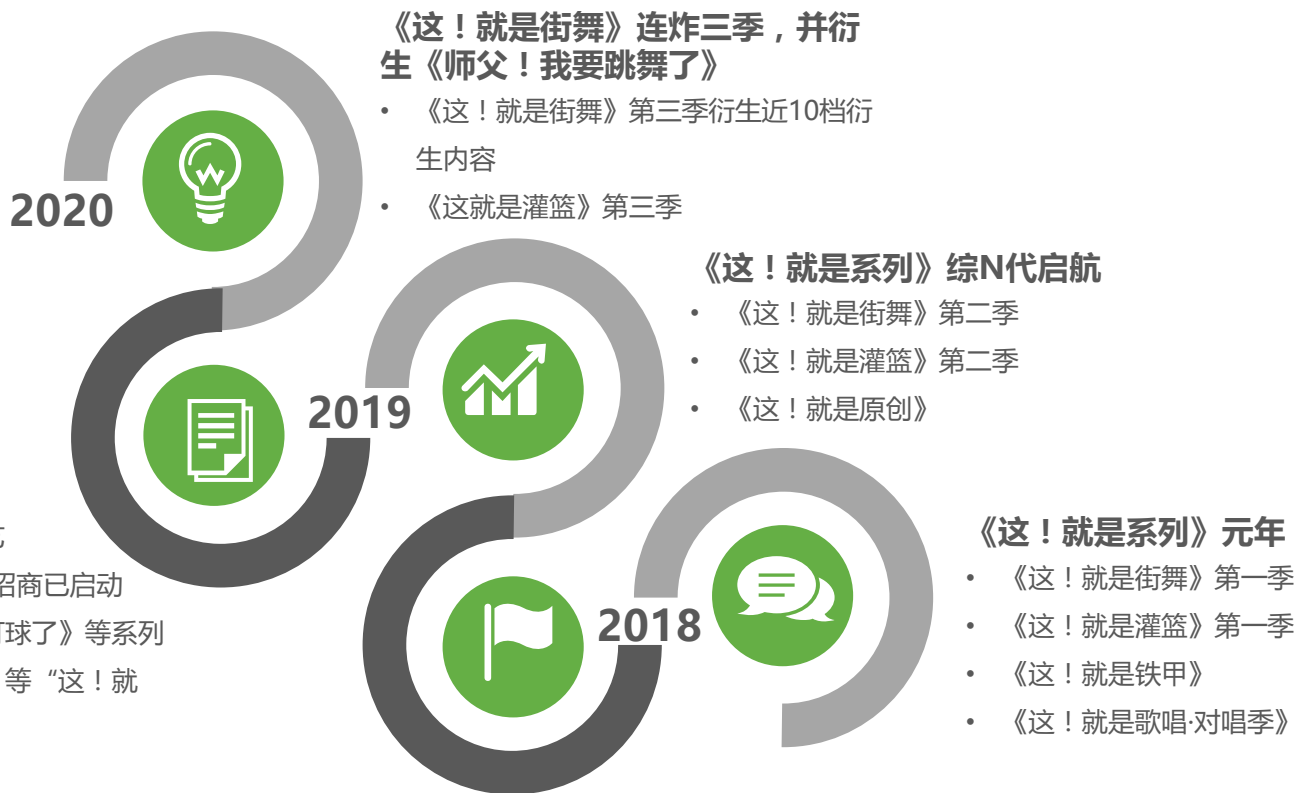 《这！就是街舞》连炸三季，并衍
生《师父！我要跳舞了》
• 《这！就是街舞》第三季衍生近10档衍
生内容
• 《这就是灌篮》第三季
2020
《这！就是系列》综N代启航
• 《这！就是街舞》第二季
• 《这！就是灌篮》第二季
• 《这！就是原创》
2019
《这！就是系列》元年
• 《这！就是街舞》第一季
• 《这！就是灌篮》第一季
• 《这！就是铁甲》
• 《这！就是歌唱·对唱季》
2018
招商已启动
球了》等系列
等“这！就